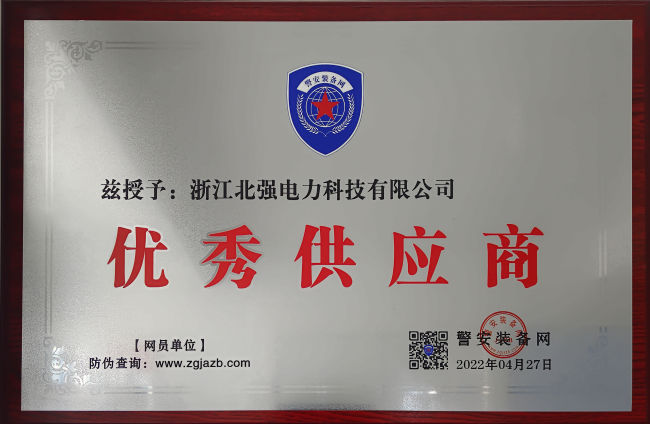 警安装备网
兹授予：浙江北强电力科技有限公司
优秀供应商
【网员单位】
防伪查询：www.zgjazb.com
警安装备网
2022年04月27日